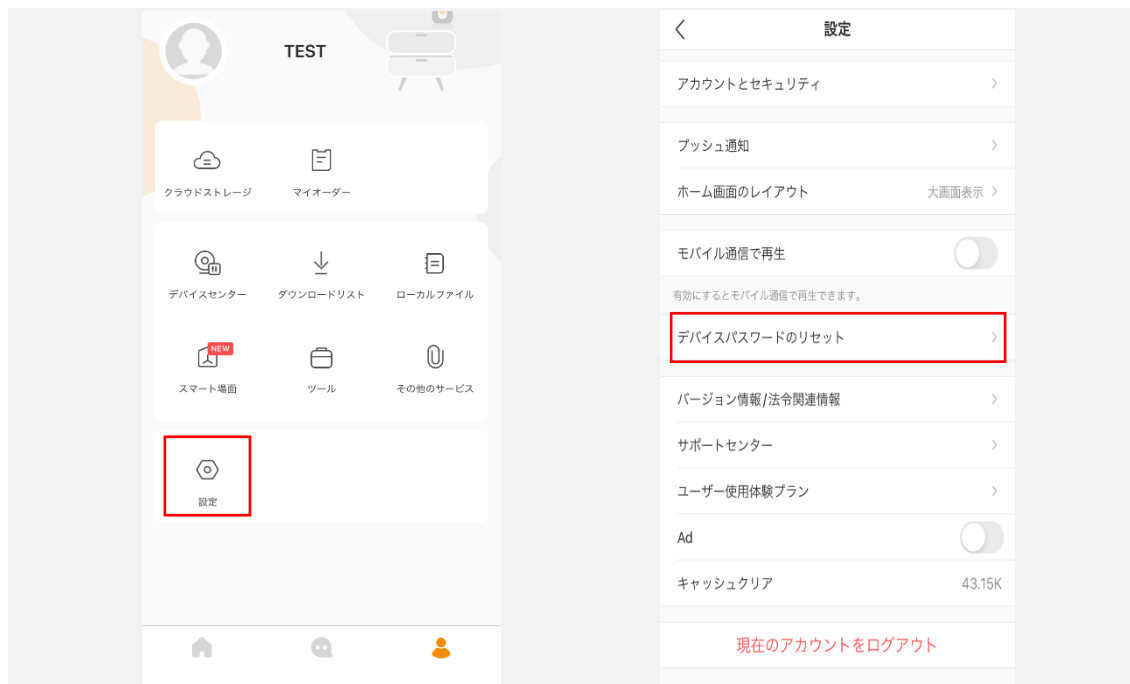 TEST
クラウドストレージ
マイオーダー
デバイスセンター
ダウンロードリスト
ローカルファイル
NEW
スマート場面
ツール
その他のサービス
設定
設定
アカウントとセキュリティ
プッシュ通知
ホーム画面のレイアウト 大画面表示
モバイル通信で再生
有効にするとモバイル通信で再生できます。
デバイスパスワードのリセット
バージョン情報/法令関連情報
サポートセンター
ユーザー使用体験プラン
Ad
キャッシュクリア 43.15K
現在のアカウントをログアウト